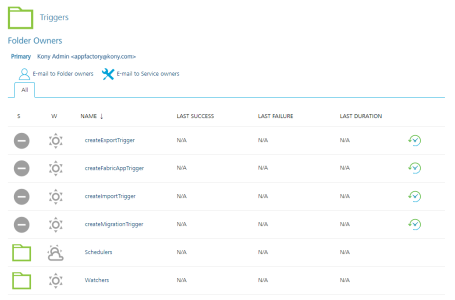 Triggers
Folder Owners
Primary Kony Admin <appfactory@kony.com>
E-mail to Folder owners E-mail to Service owners
All
S W NAME ↓ LAST SUCCESS LAST FAILURE LAST DURATION
createExportTrigger N/A N/A N/A
createFabricAppTrigger N/A N/A N/A
createImportTrigger N/A N/A N/A
createMigrationTrigger N/A N/A N/A
Schedulers N/A N/A N/A
Watchers N/A N/A N/A